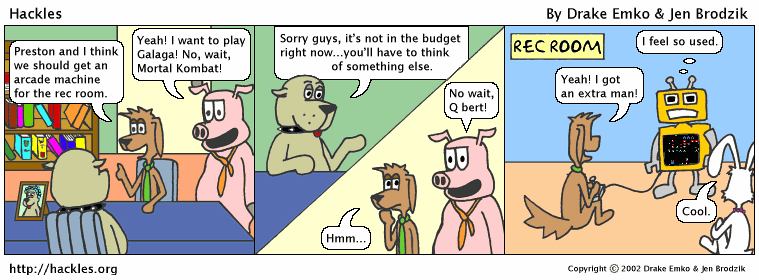 Hackles
By Drake Emko & Jen Brodzik
Preston and I think
we should get an
arcade machine
for the rec room.
Yeah! I want to play
Galaga! No, wait,
Mortal Kombat!
Sorry guys, it's not in the budget
right now...you'll have to think
of something else.
No wait,
Q bert!
Hmm...
REC ROOM
I feel so used.
Yeah! I got
an extra man!
Cool.
http://hackles.org
Copyright © 2002 Drake Emko & Jen Brodzik